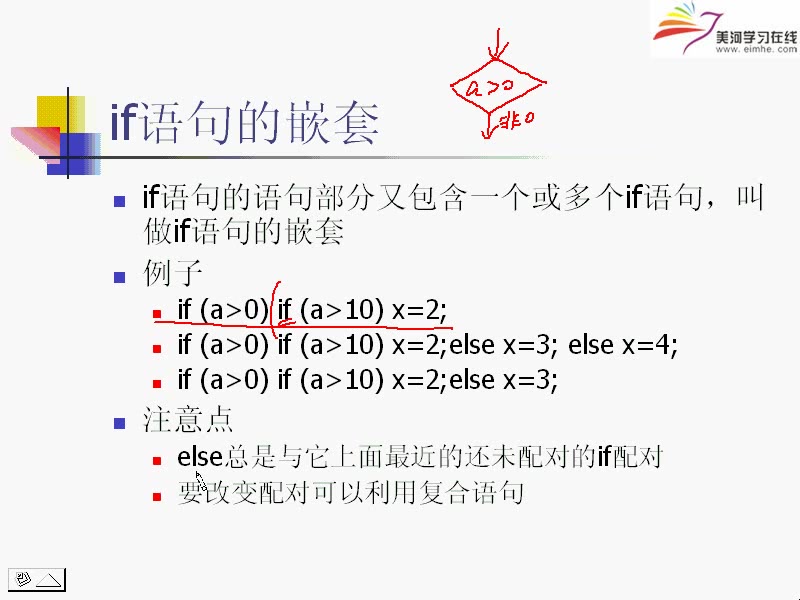 美河学习在线
www.eimhe.com
a>0
非0
if语句的嵌套
if语句的语句部分又包含一个或多个if语句，叫
做if语句的嵌套
例子
if (a>0) if (a>10) x=2;
if (a>0) if (a>10) x=2;else x=3; else x=4;
if (a>0) if (a>10) x=2;else x=3;
注意点
else总是与它上面最近的还未配对的if配对
要改变配对可以利用复合语句